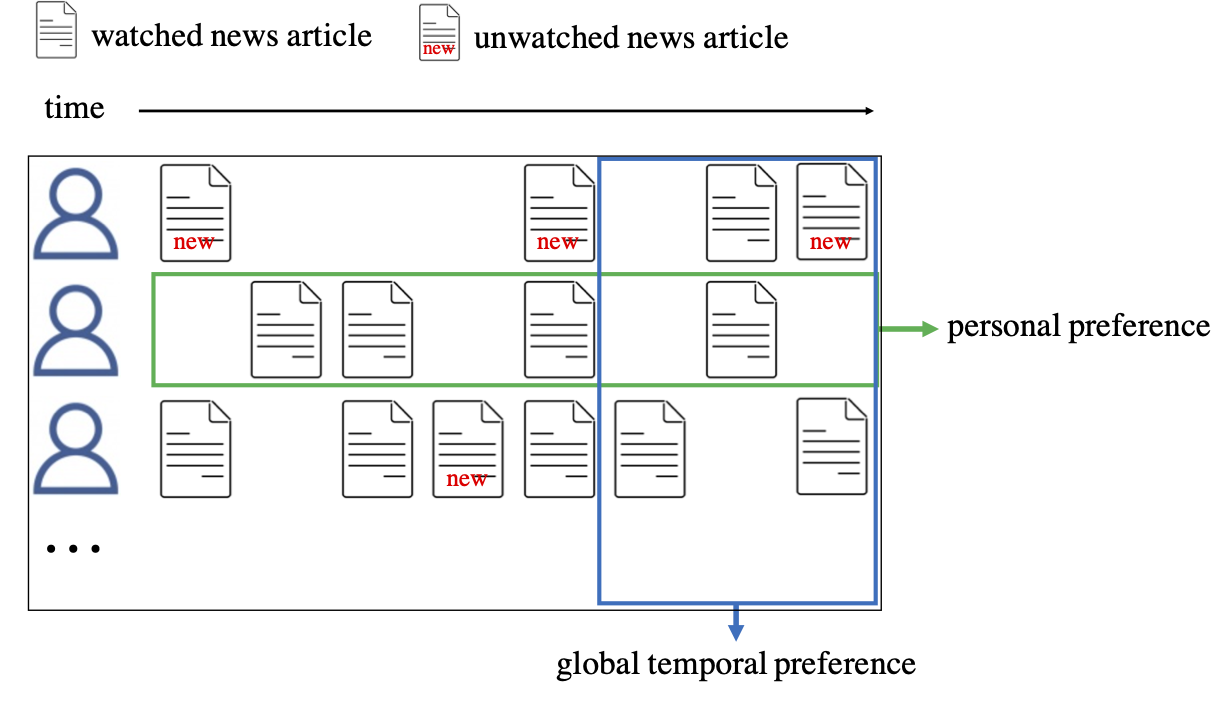 watched news article
new unwatched news article
time
new new new
personal preference
new
...
global temporal preference